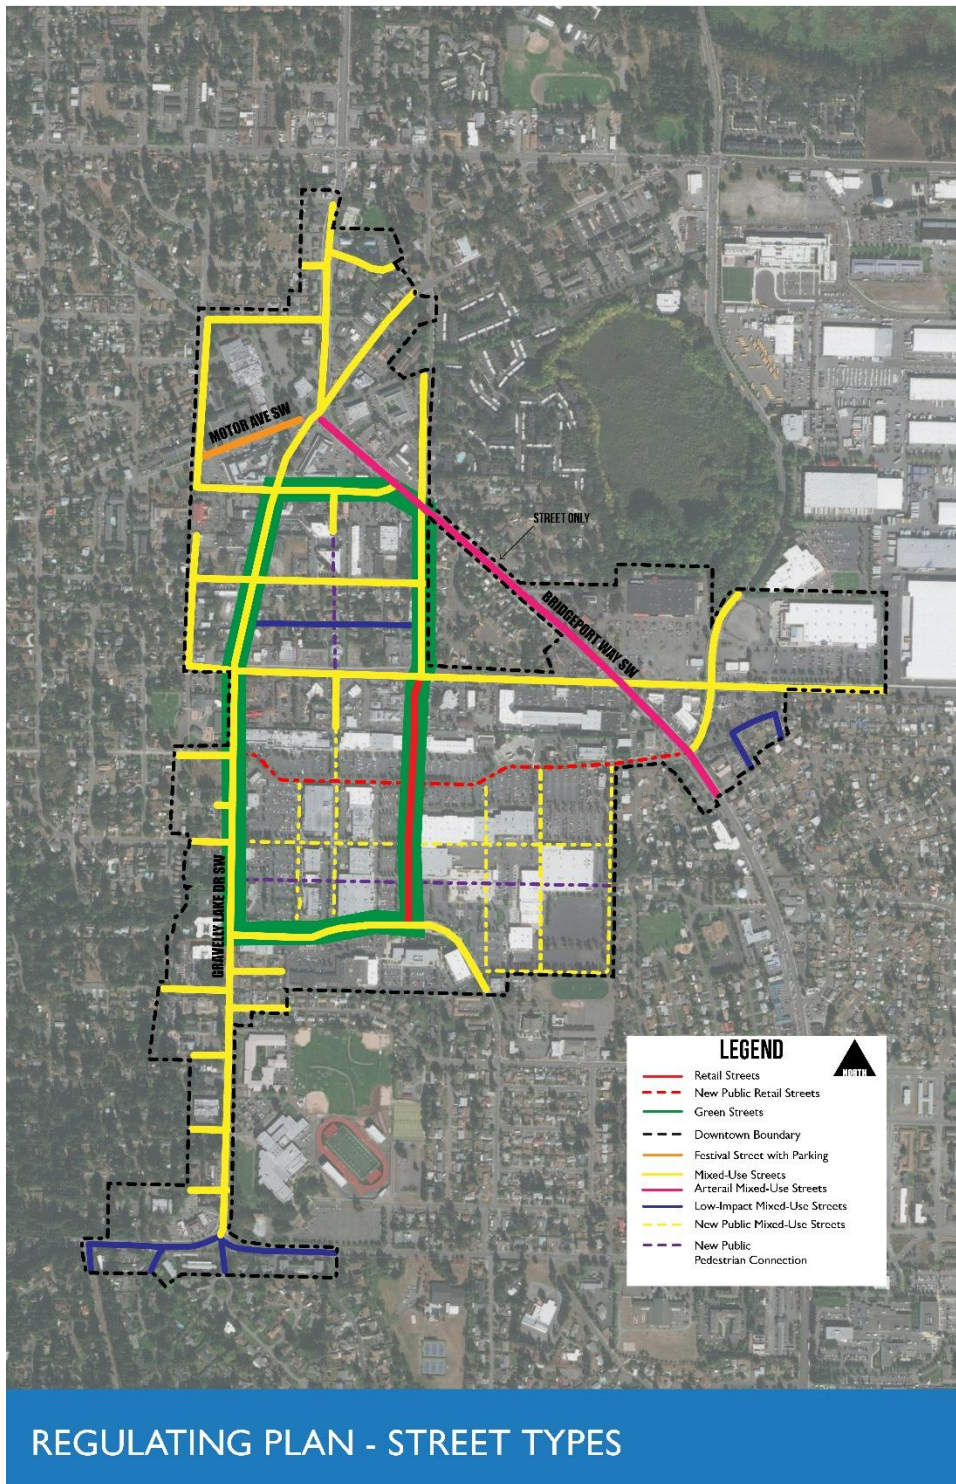 MOTOR AVE SW
STREET ONLY
BRIDGEPORT WAY SW
GRAVELLY LAKE DR SW
LEGEND
NORTH
Retail Streets
New Public Retail Streets
Green Streets
Downtown Boundary
Festival Street with Parking
Mixed-Use Streets
Arterail Mixed-Use Streets
Low-Impact Mixed-Use Streets
New Public Mixed-Use Streets
New Public
Pedestrian Connection
REGULATING PLAN - STREET TYPES